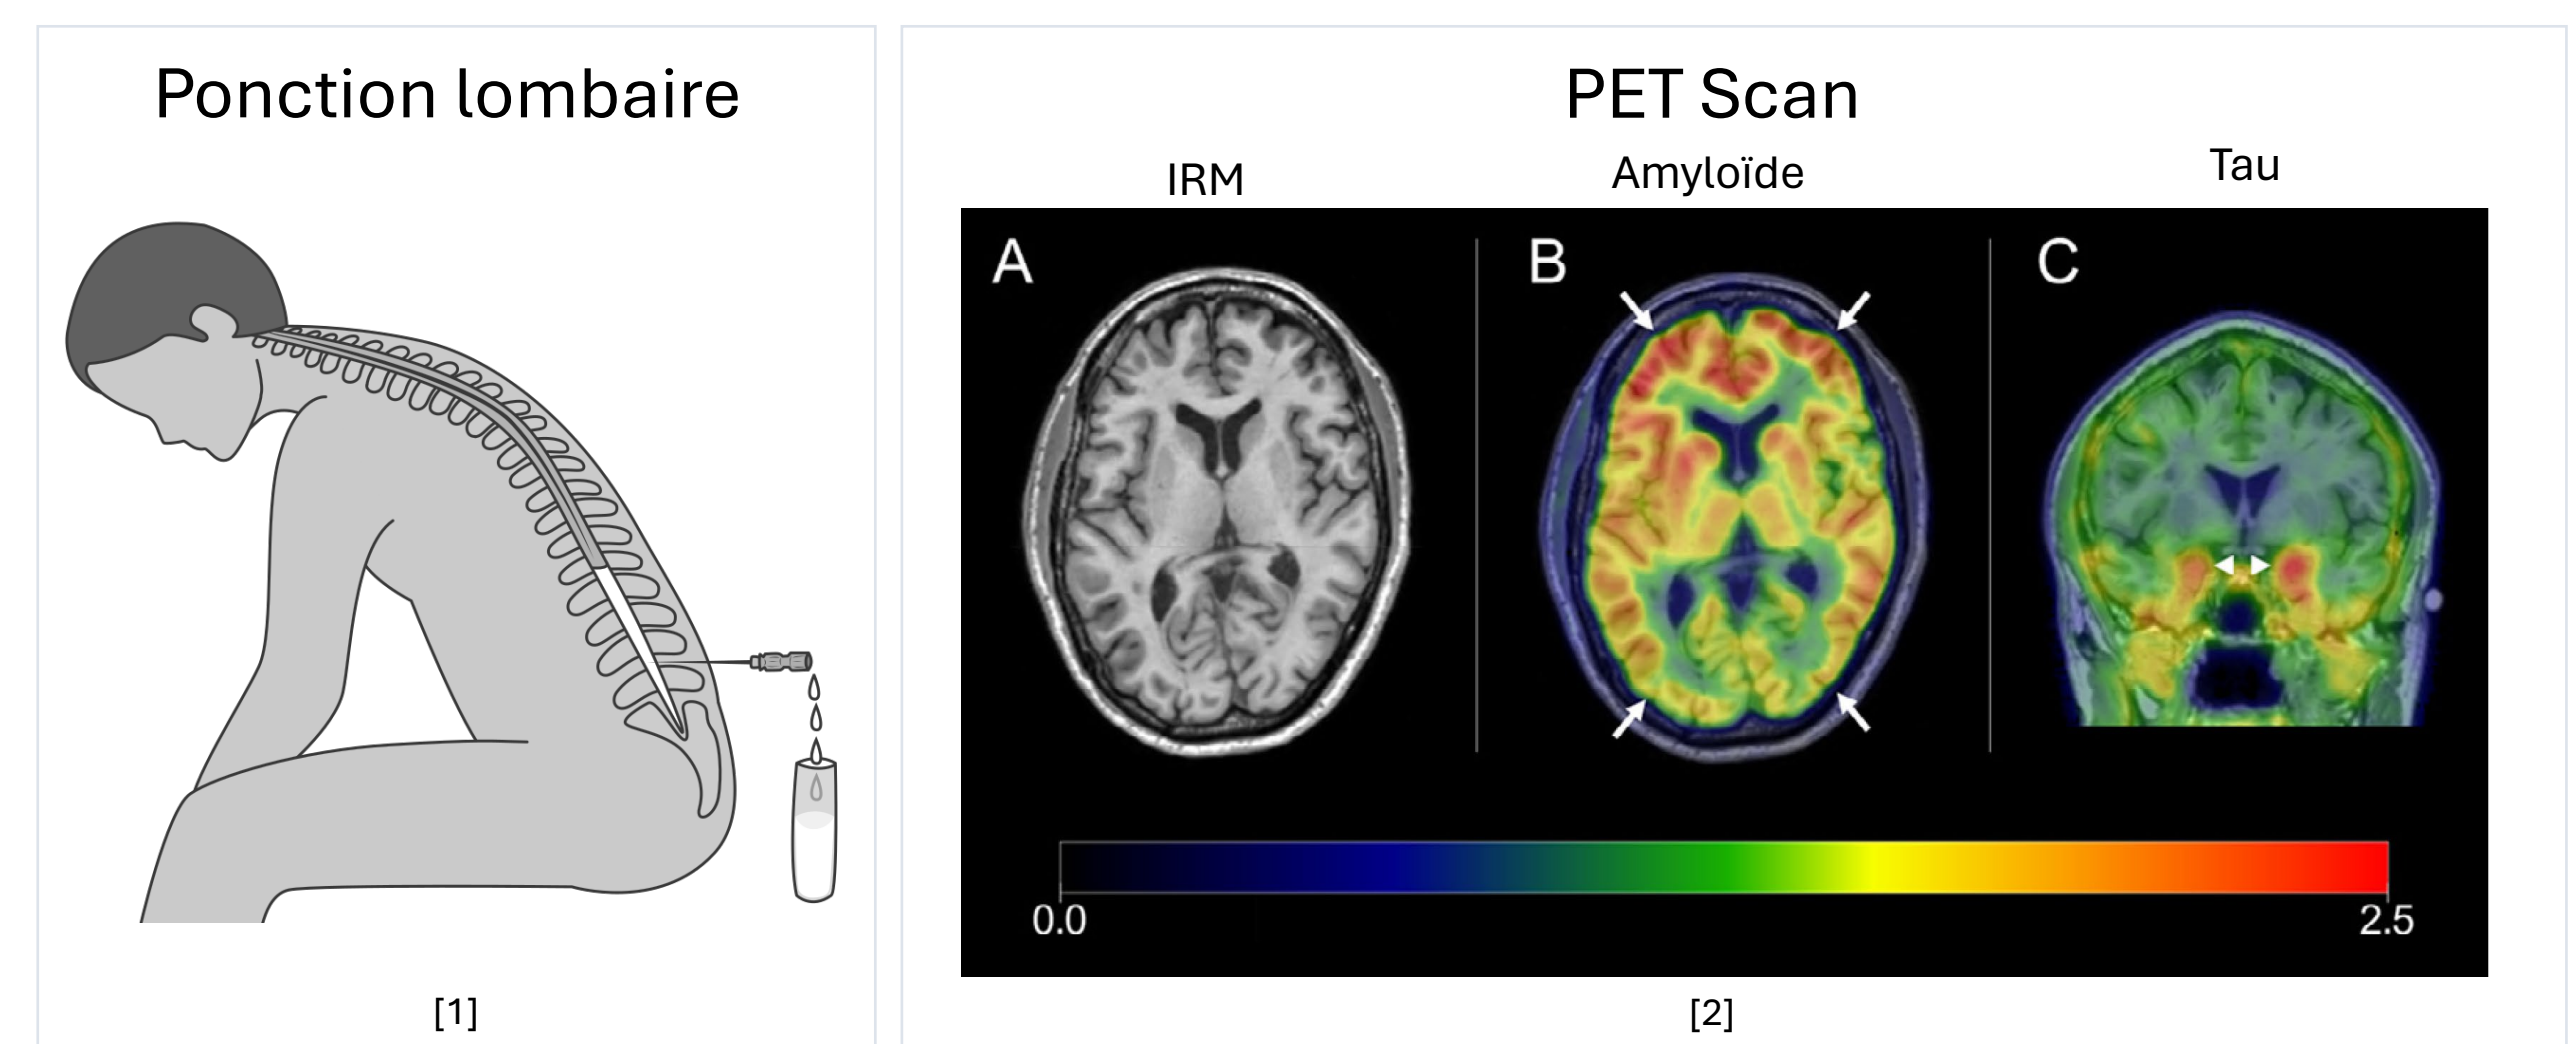 Ponction lombaire
[1]
PET Scan
IRM
Amyloïde
Tau
A
B
C
0.0
2.5
[2]